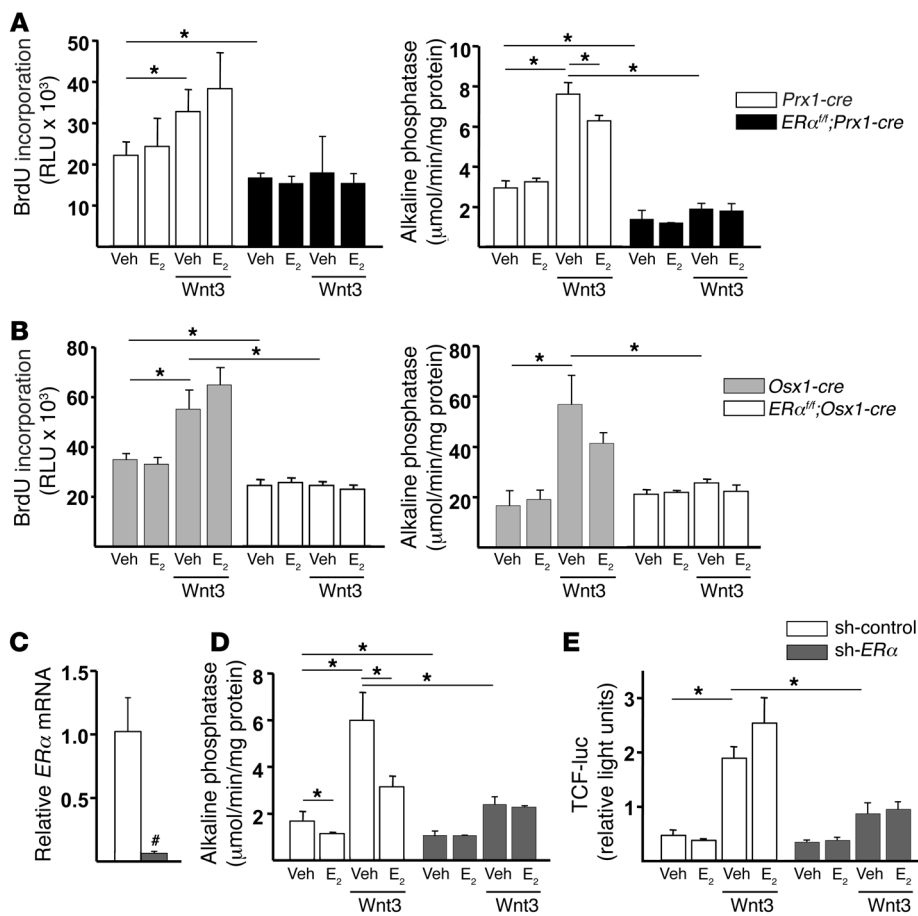 A
BrdU incorporation
(RLU x 10³)
50
40
30
20
10
*
*
Veh E₂ Veh E₂ Veh E₂ Veh E₂
Wnt3 Wnt3
Alkaline phosphatase
(µmol/min/mg protein)
10
8
6
4
2
*
* *
*
Veh E₂ Veh E₂ Veh E₂ Veh E₂
Wnt3 Wnt3
Prx1-cre
ERα^f/f;Prx1-cre
B
BrdU incorporation
(RLU x 10³)
80
60
40
20
*
*
*
Veh E₂ Veh E₂ Veh E₂ Veh E₂
Wnt3 Wnt3
Alkaline phosphatase
(µmol/min/mg protein)
80
60
40
20
* *
Veh E₂ Veh E₂ Veh E₂ Veh E₂
Wnt3 Wnt3
Osx1-cre
ERα^f/f;Osx1-cre
C
Relative ERα mRNA
1.5
1.0
0.5
#
D
Alkaline phosphatase
(µmol/min/mg protein)
8
6
4
2
*
* *
*
*
Veh E₂ Veh E₂ Veh E₂ Veh E₂
Wnt3 Wnt3
E
sh-control
sh-ERα
TCF-luc
(relative light units)
3
2
1
* *
Veh E₂ Veh E₂ Veh E₂ Veh E₂
Wnt3 Wnt3